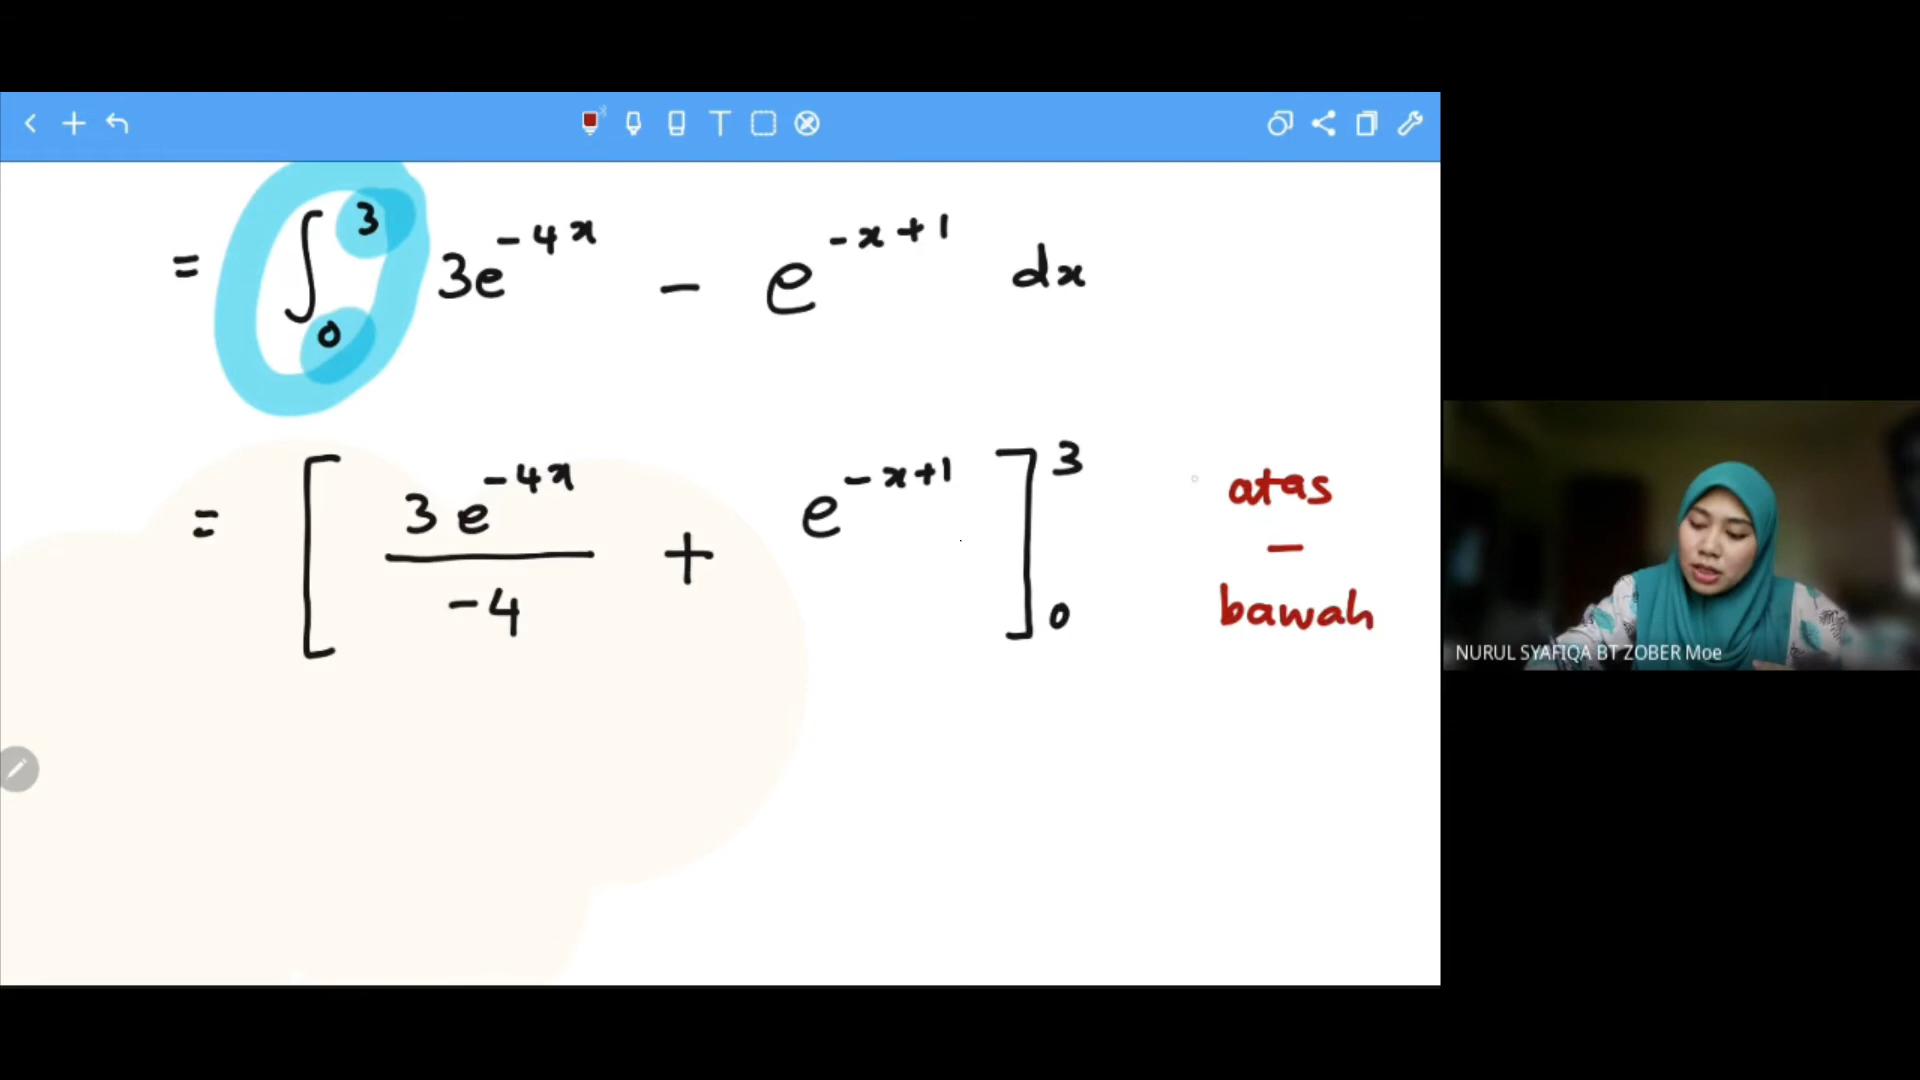 = ∫₀³ 3e^{-4x} - e^{-x+1} dx
= [ 3e^{-4x} / -4 + e^{-x+1} ]₀³
atas
-
bawah
T
NURUL SYAFIQA BT ZOBER Moe